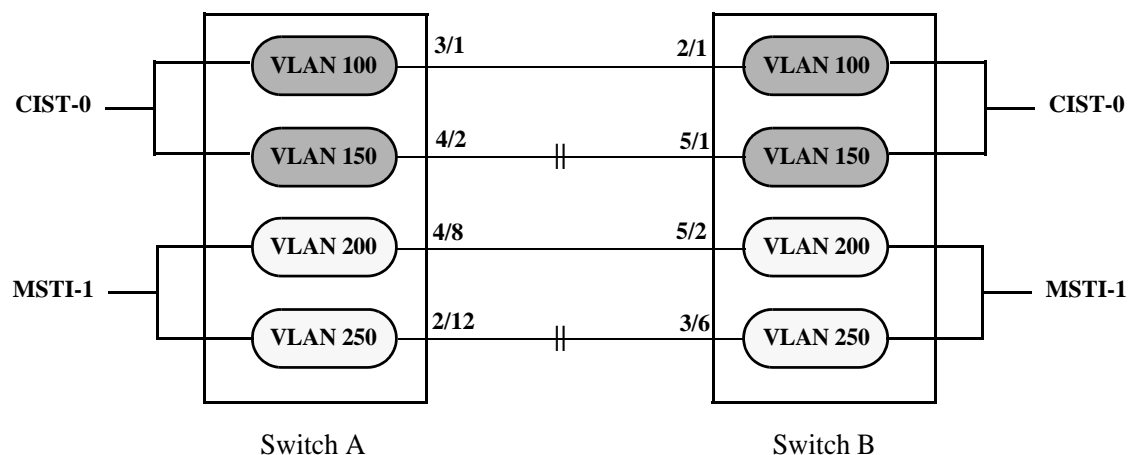 3/1 2/1
VLAN 100 VLAN 100
CIST-0 CIST-0
4/2 5/1
VLAN 150 VLAN 150
4/8 5/2
VLAN 200 VLAN 200
MSTI-1 MSTI-1
2/12 3/6
VLAN 250 VLAN 250
Switch A Switch B